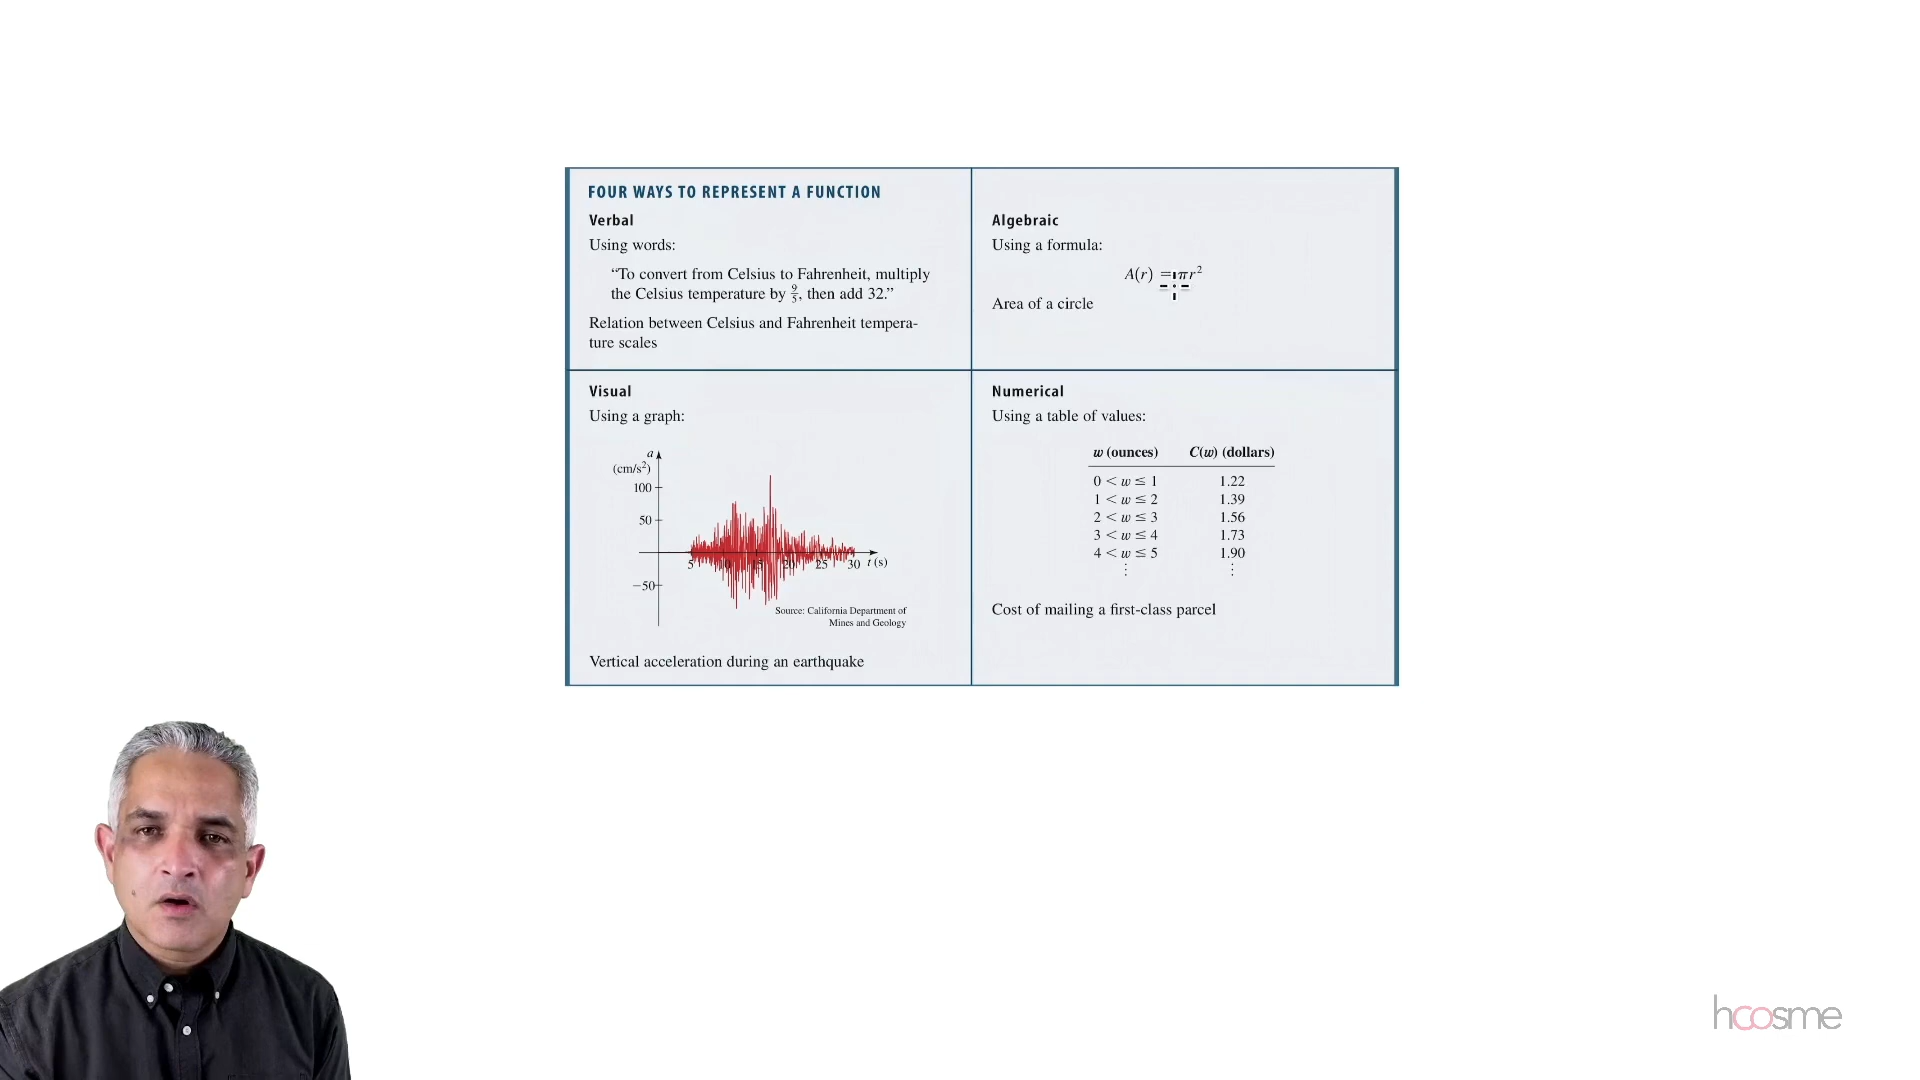 FOUR WAYS TO REPRESENT A FUNCTION
Verbal
Using words:
“To convert from Celsius to Fahrenheit, multiply
the Celsius temperature by 9/5, then add 32.”
Relation between Celsius and Fahrenheit tempera-
ture scales
Algebraic
Using a formula:
A(r) = πr²
Area of a circle
Visual
Using a graph:
a
(cm/s²)
100
50
−50
5 10 15 20 25 30 t (s)
Source: California Department of
Mines and Geology
Vertical acceleration during an earthquake
Numerical
Using a table of values:
w (ounces) C(w) (dollars)
0 < w ≤ 1 1.22
1 < w ≤ 2 1.39
2 < w ≤ 3 1.56
3 < w ≤ 4 1.73
4 < w ≤ 5 1.90
⋮ ⋮
Cost of mailing a first-class parcel
hcosme